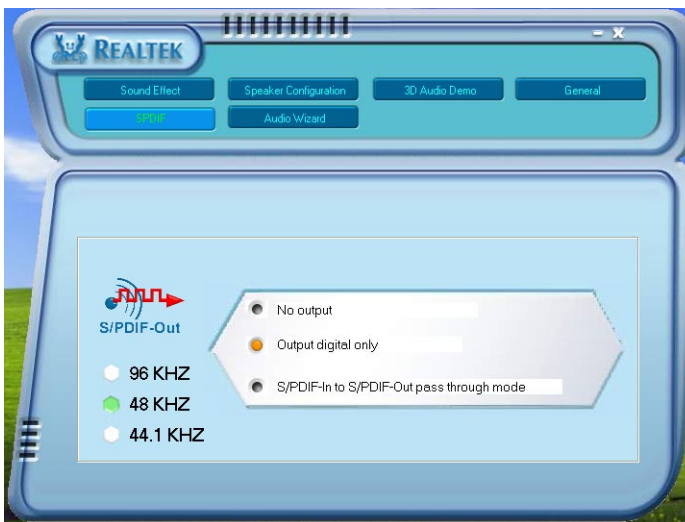 REALTEK
Sound Effect
Speaker Configuration
3D Audio Demo
General
SPDIF
Audio Wizard
S/PDIF-Out
96 KHZ
48 KHZ
44.1 KHZ
No output
Output digital only
S/PDIF-In to S/PDIF-Out pass through mode